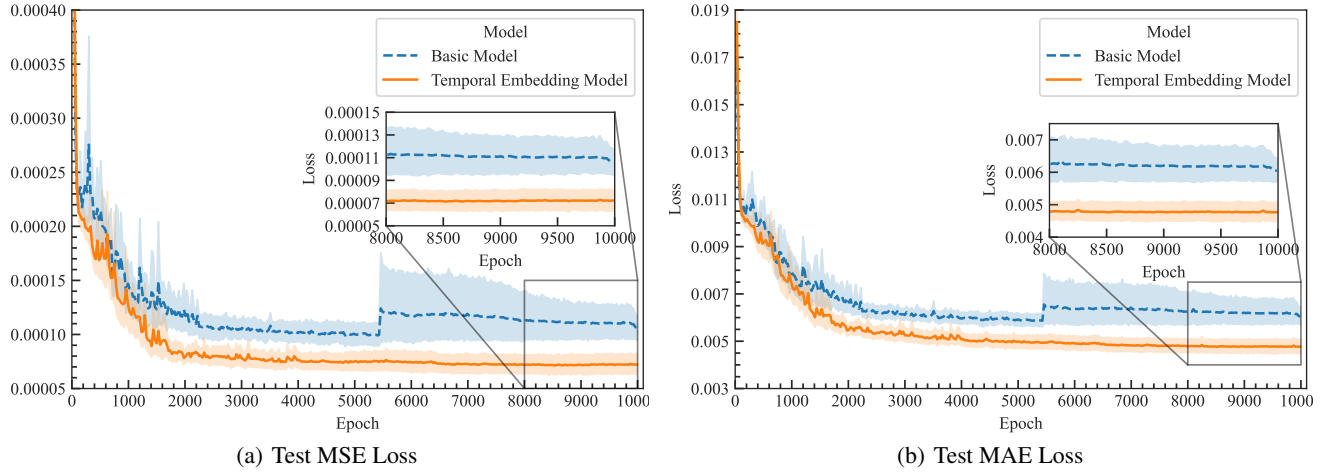 0.00040
0.00035
0.00030
0.00025
0.00020
0.00015
0.00010
0.00005
0 1000 2000 3000 4000 5000 6000 7000 8000 9000 1000
Epoch
Model
Basic Model
Temporal Embedding Model
0.00015
0.00013
0.00011
0.00009
0.00007
0.00005
Loss
8000 8500 9000 9500 10000
Epoch
(a) Test MSE Loss
0.019
0.017
0.015
0.013
0.011
0.009
0.007
0.005
0.003
Loss
0 1000 2000 3000 4000 5000 6000 7000 8000 9000 1000
Epoch
Model
Basic Model
Temporal Embedding Model
0.007
0.006
0.005
0.004
Loss
8000 8500 9000 9500 10000
Epoch
(b) Test MAE Loss